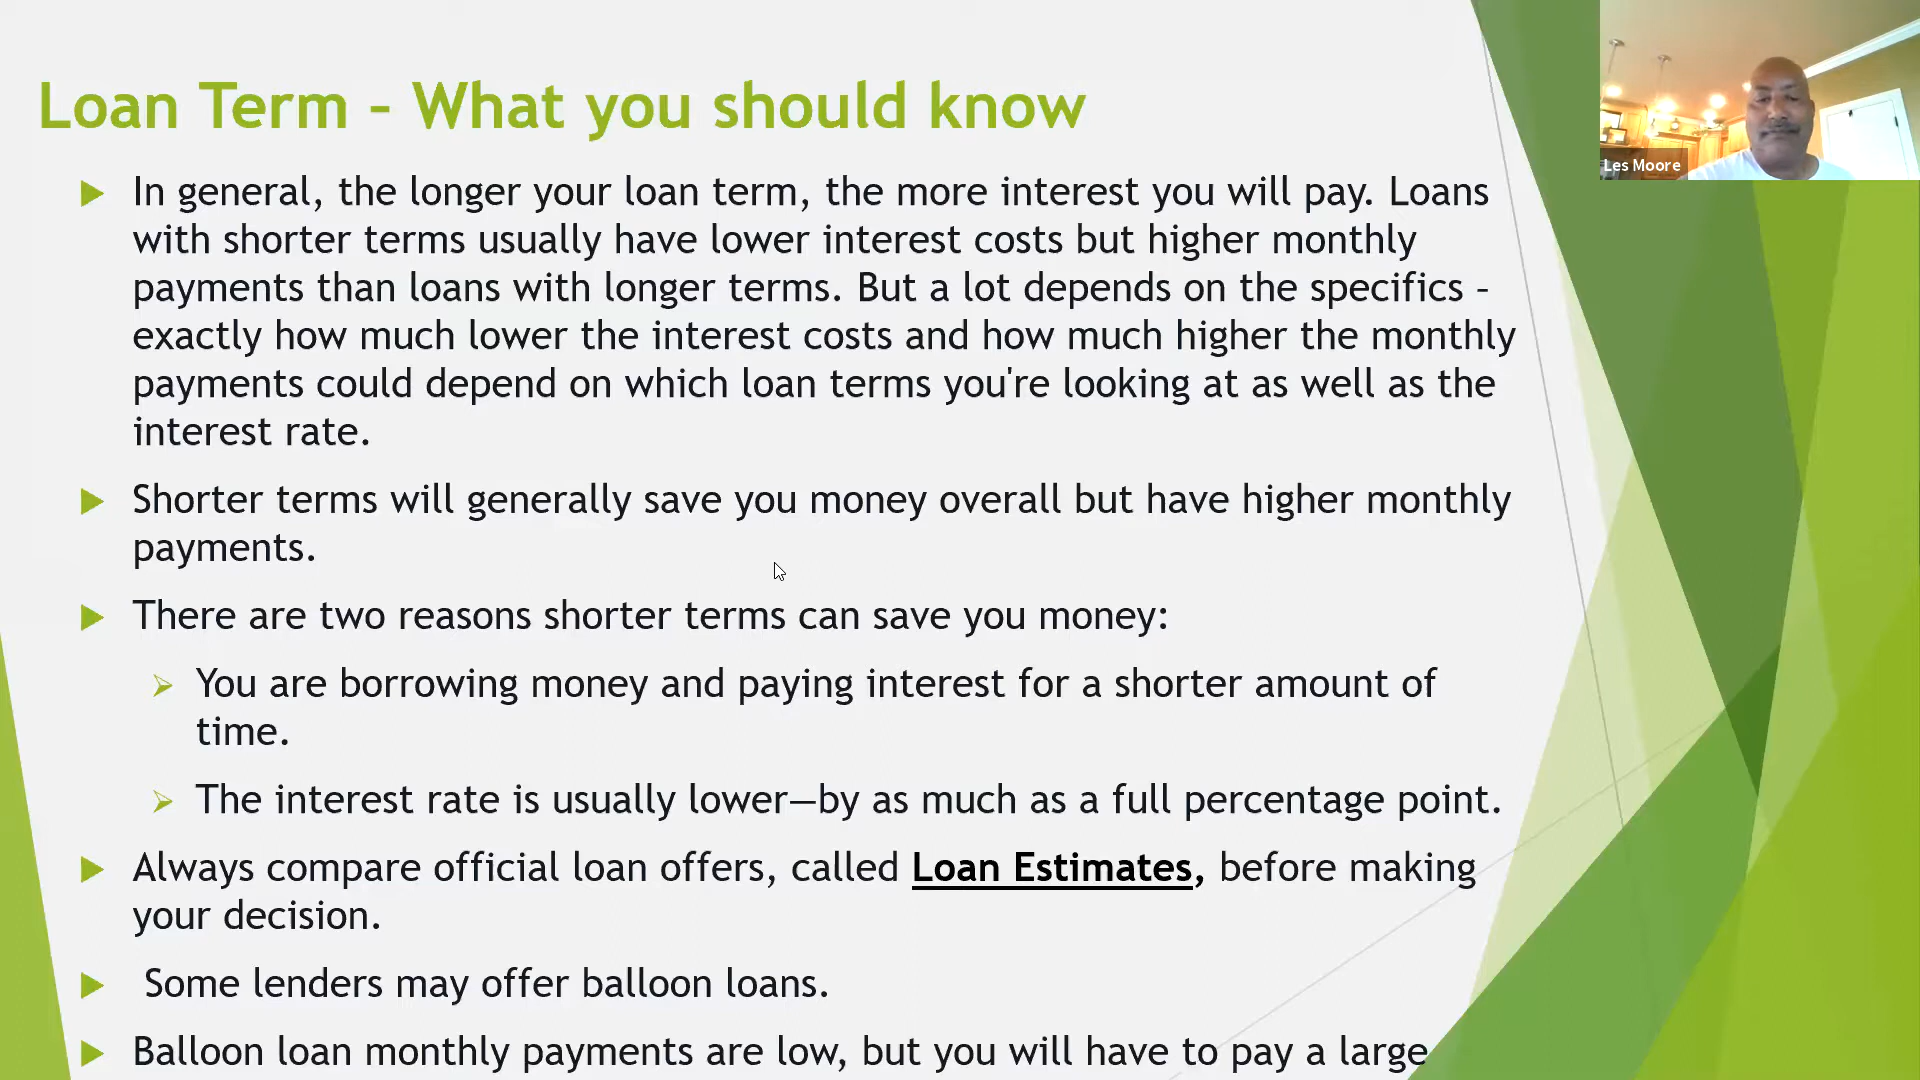 Loan Term – What you should know
In general, the longer your loan term, the more interest you will pay. Loans
with shorter terms usually have lower interest costs but higher monthly
payments than loans with longer terms. But a lot depends on the specifics –
exactly how much lower the interest costs and how much higher the monthly
payments could depend on which loan terms you're looking at as well as the
interest rate.
Shorter terms will generally save you money overall but have higher monthly
payments.
There are two reasons shorter terms can save you money:
You are borrowing money and paying interest for a shorter amount of
time.
The interest rate is usually lower—by as much as a full percentage point.
Always compare official loan offers, called Loan Estimates, before making
your decision.
Some lenders may offer balloon loans.
Balloon loan monthly payments are low, but you will have to pay a large
Les Moore